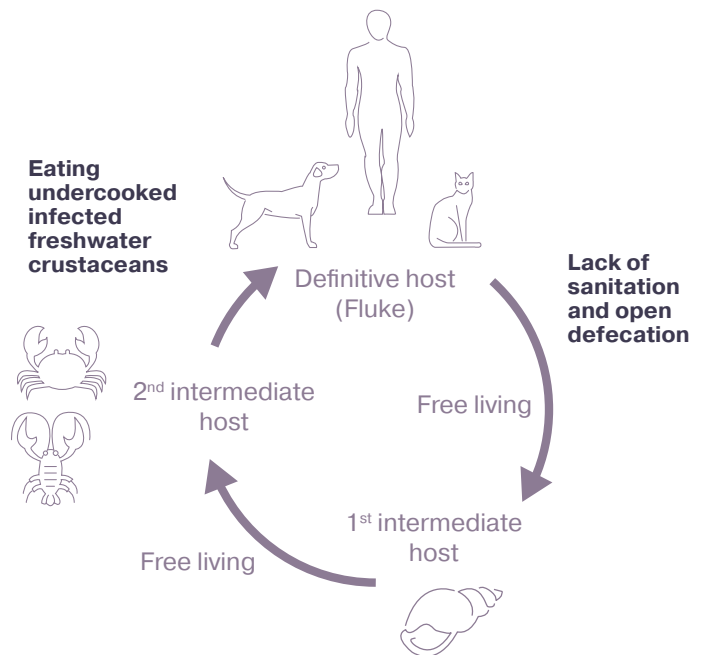 Eating
undercooked
infected
freshwater
crustaceans
Definitive host
(Fluke)
Lack of
sanitation
and open
defecation
2nd intermediate
host
Free living
1st intermediate
host
Free living